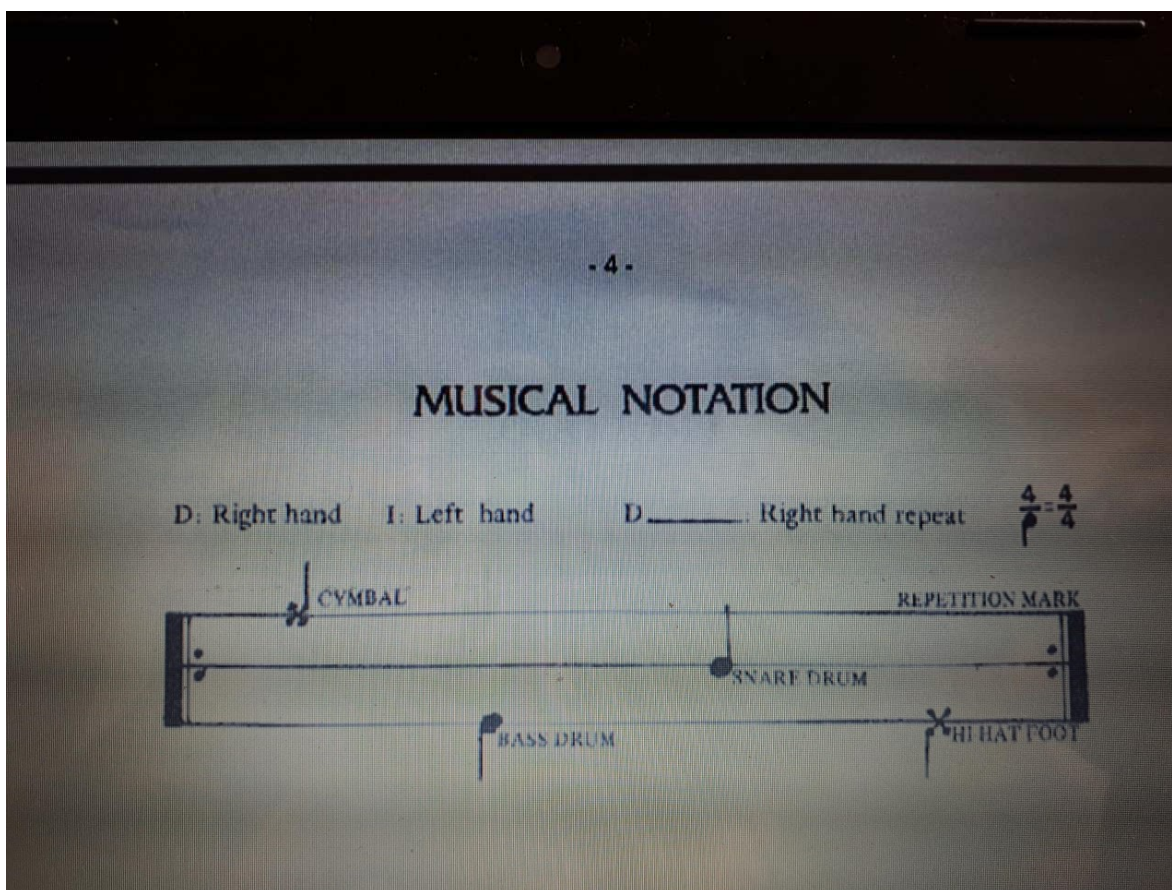 - 4 -
MUSICAL NOTATION
D: Right hand I: Left hand D______: Right hand repeat 4 = 4/4
CYMBAL REPETITION MARK
SNARE DRUM
BASS DRUM HI HAT FOOT